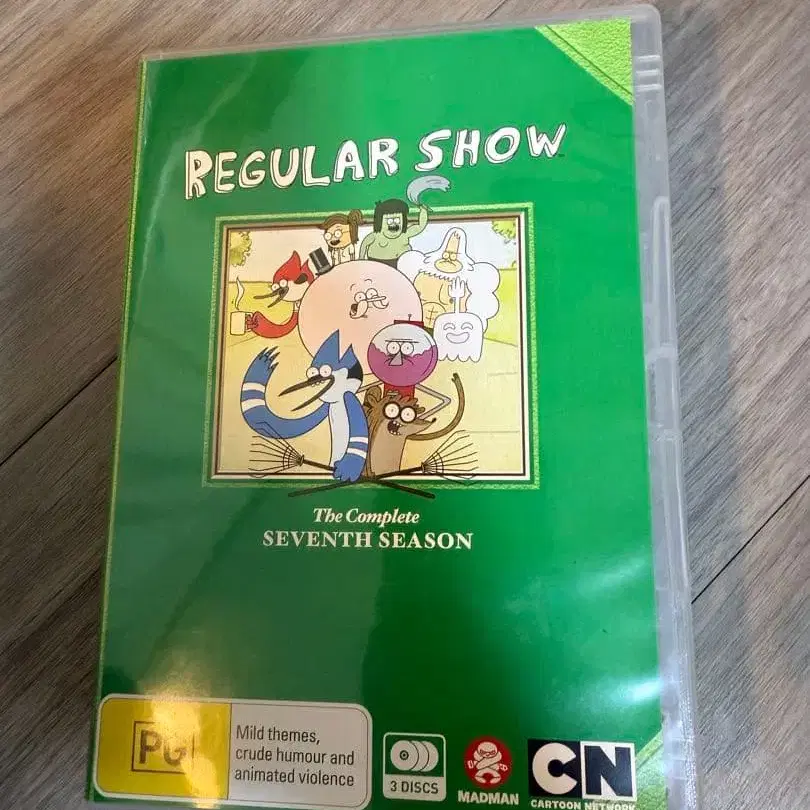 REGULAR SHOW
The Complete
SEVENTH SEASON
PG
Mild themes,
crude humour and
animated violence
3 DISCS
MADMAN
CN
CARTOON NETWORK